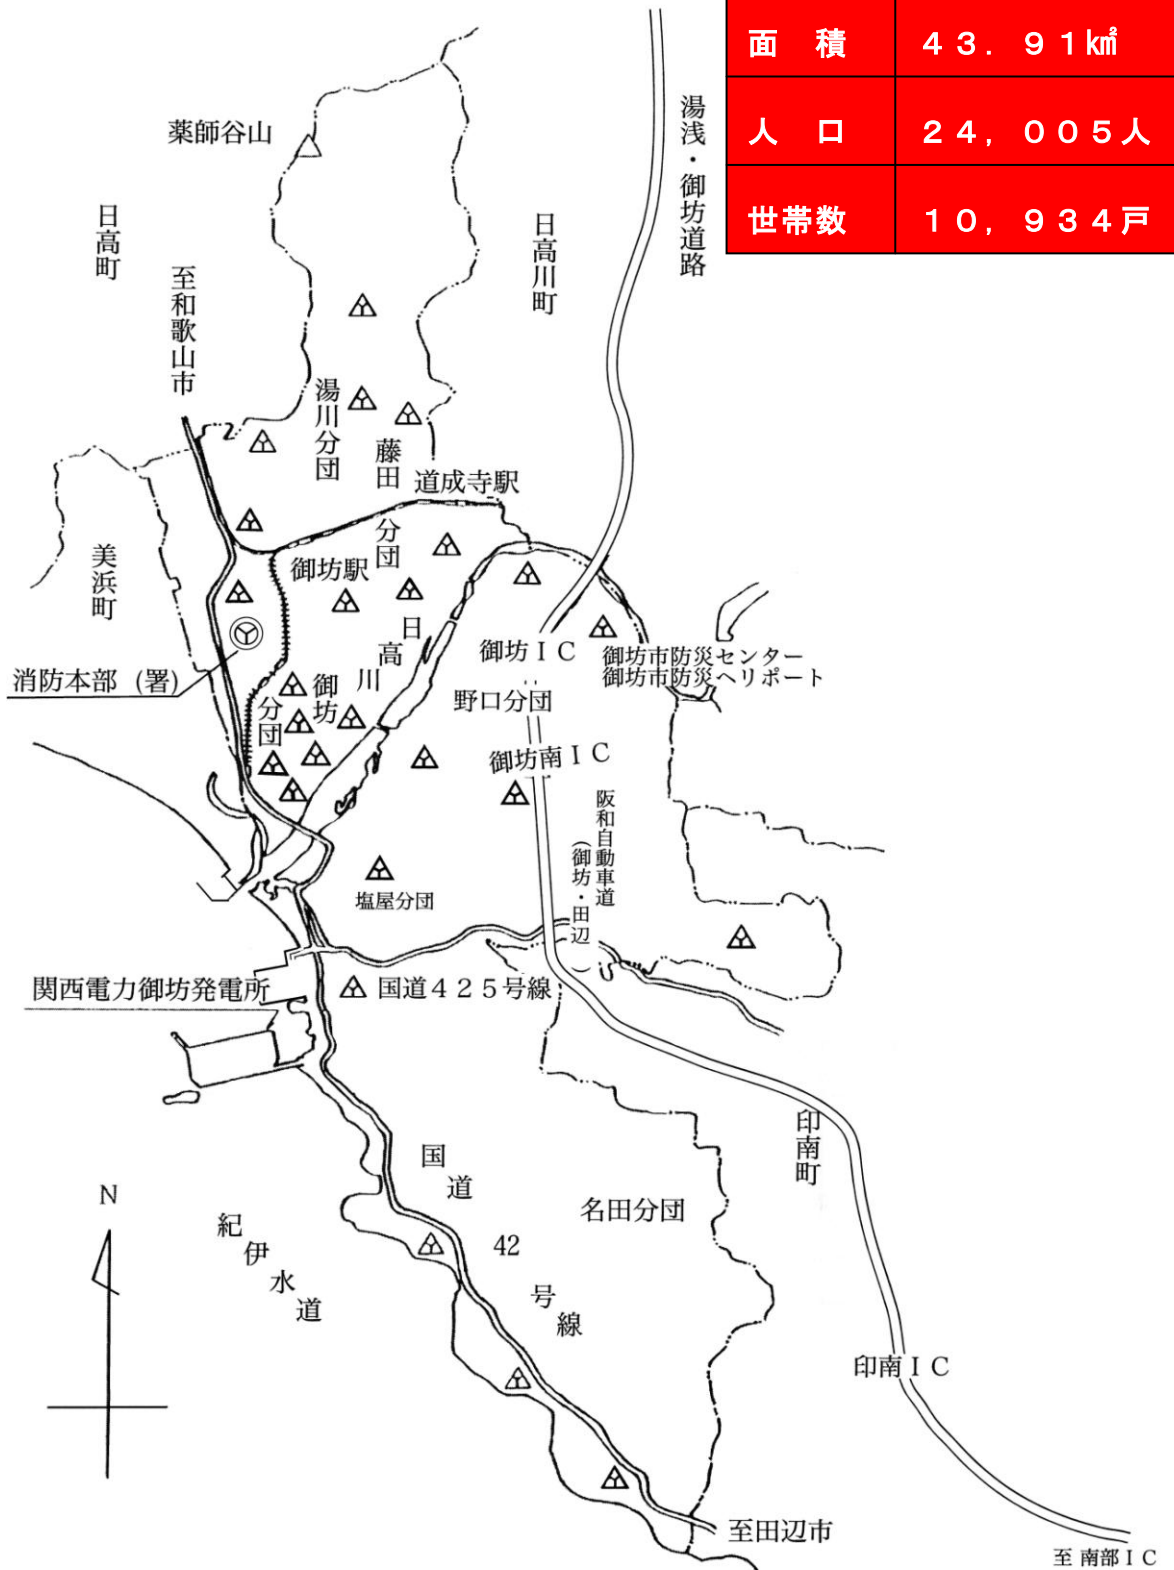 面　積　４３．９１㎢
人　口　２４，００５人
世帯数　１０，９３４戸
湯浅・御坊道路
薬師谷山
日高町
日高川町
至和歌山市
湯川分団
藤田分団
道成寺駅
美浜町
御坊駅
日高川
御坊ＩＣ
御坊市防災センター
御坊市防災ヘリポート
消防本部（署）
御坊分団
野口分団
御坊南ＩＣ
阪和自動車道
（御坊・田辺）
塩屋分団
関西電力御坊発電所
国道４２５号線
印南町
国道42号線
名田分団
N
紀伊水道
印南ＩＣ
至田辺市
至 南部ＩＣ